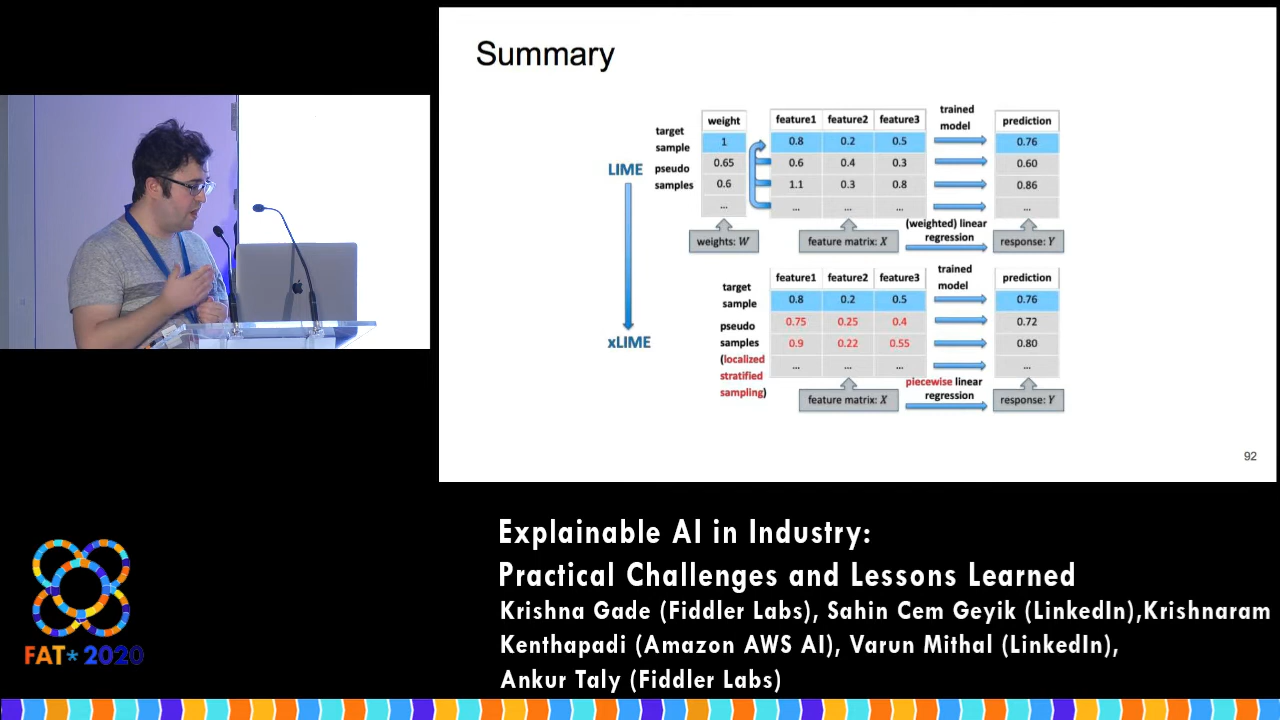 Summary
weight feature1 feature2 feature3 trained model prediction
target sample 1 0.8 0.2 0.5 0.76
LIME pseudo samples 0.65 0.6 0.4 0.3 0.60
0.6 1.1 0.3 0.8 0.86
... ... ... ... ...
weights: W feature matrix: X (weighted) linear regression response: Y
feature1 feature2 feature3 trained model prediction
target sample 0.8 0.2 0.5 0.76
pseudo 0.75 0.25 0.4 0.72
xLIME samples 0.9 0.22 0.55 0.80
(localized stratified sampling) ... ... ... ...
feature matrix: X piecewise linear regression response: Y
92
Explainable AI in Industry:
Practical Challenges and Lessons Learned
Krishna Gade (Fiddler Labs), Sahin Cem Geyik (LinkedIn),Krishnaram
Kenthapadi (Amazon AWS AI), Varun Mithal (LinkedIn),
Ankur Taly (Fiddler Labs)
FAT* 2020